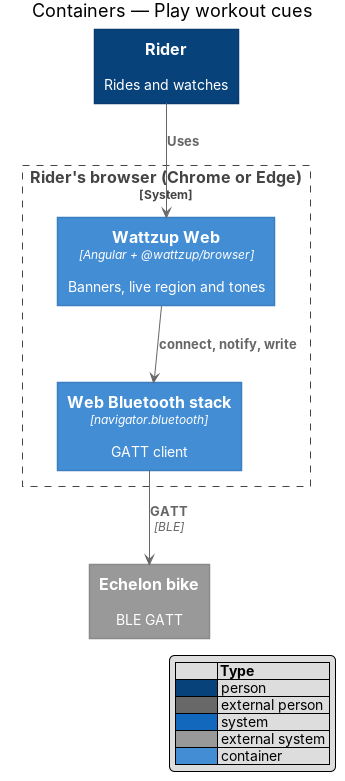 Containers — Play workout cues
Rider
Rides and watches
Uses
Rider's browser (Chrome or Edge)
[System]
Wattzup Web
[Angular + @wattzup/browser]
Banners, live region and tones
connect, notify, write
Web Bluetooth stack
[navigator.bluetooth]
GATT client
GATT
[BLE]
Echelon bike
BLE GATT
Type
person
external person
system
external system
container